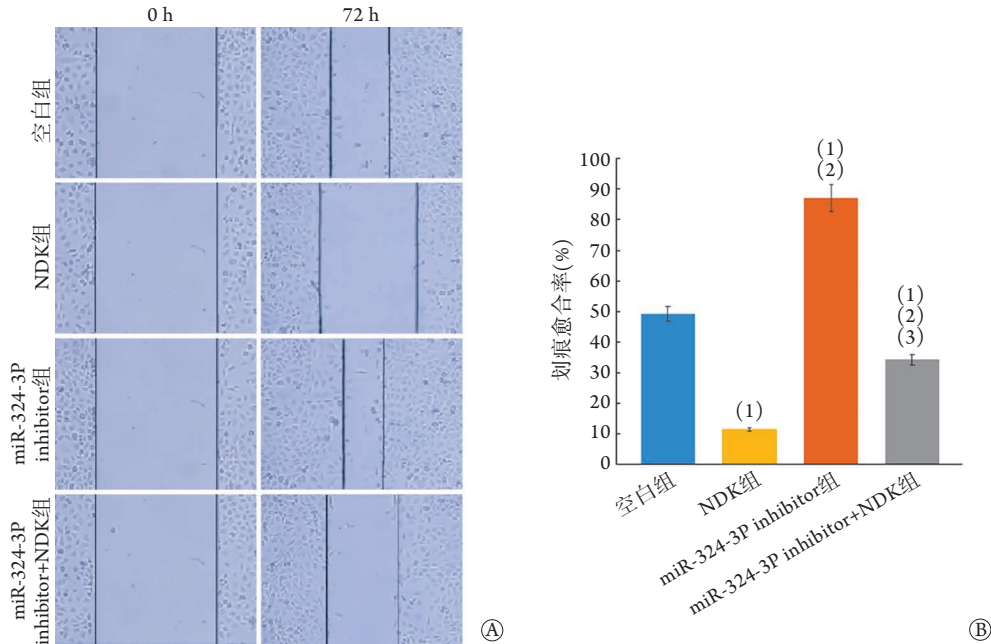 0 h
72 h
空白组
NDK组
miR-324-3P
inhibitor组
miR-324-3P
inhibitor+NDK组
Ⓐ
划痕愈合率(%)
100
90
80
70
60
50
40
30
20
10
0
(1)
(1)
(2)
(1)
(2)
(3)
空白组
NDK组
miR-324-3P inhibitor组
miR-324-3P inhibitor+NDK组
Ⓑ